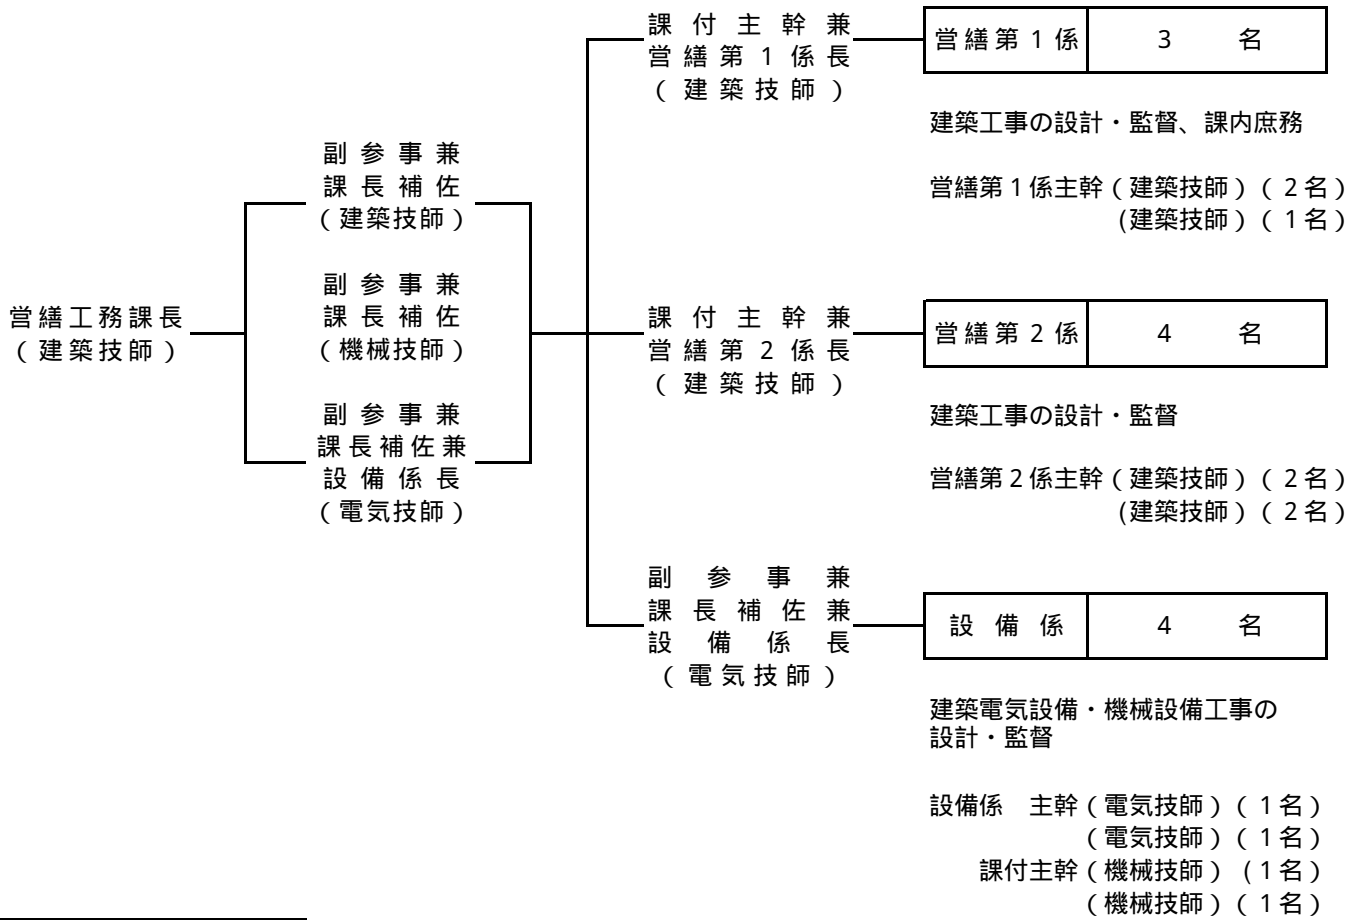 営繕工務課長
(建築技師)
副参事兼
課長補佐
(建築技師)
副参事兼
課長補佐
(機械技師)
副参事兼
課長補佐兼
設備係長
(電気技師)
課付主幹兼
営繕第1係長
(建築技師)
営繕第1係 3名
建築工事の設計・監督、課内庶務
営繕第1係主幹(建築技師)(2名)
(建築技師)(1名)
課付主幹兼
営繕第2係長
(建築技師)
営繕第2係 4名
建築工事の設計・監督
営繕第2係主幹(建築技師)(2名)
(建築技師)(2名)
副参事兼
課長補佐兼
設備係長
(電気技師)
設備係 4名
建築電気設備・機械設備工事の
設計・監督
設備係 主幹(電気技師)(1名)
(電気技師)(1名)
課付主幹(機械技師)(1名)
(機械技師)(1名)